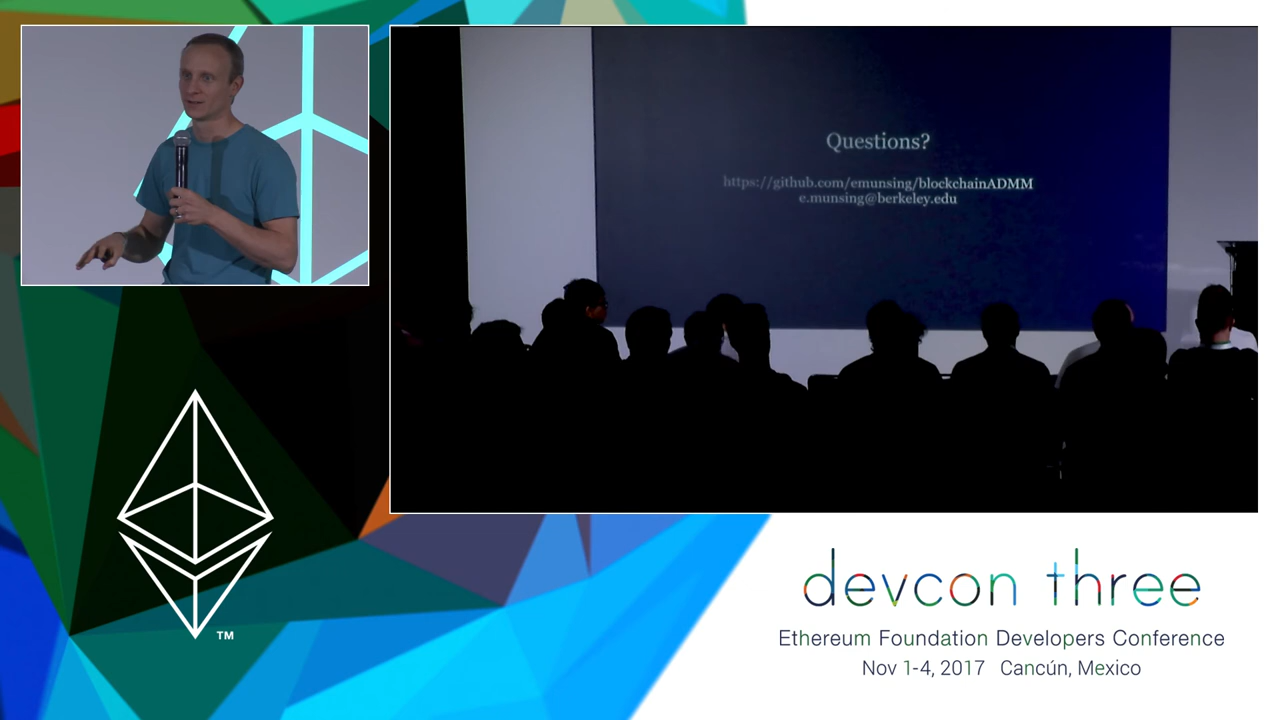 Questions?
https://github.com/emunsing/blockchainADMM
e.munsing@berkeley.edu
TM
devcon three
Ethereum Foundation Developers Conference
Nov 1-4, 2017 Cancún, Mexico